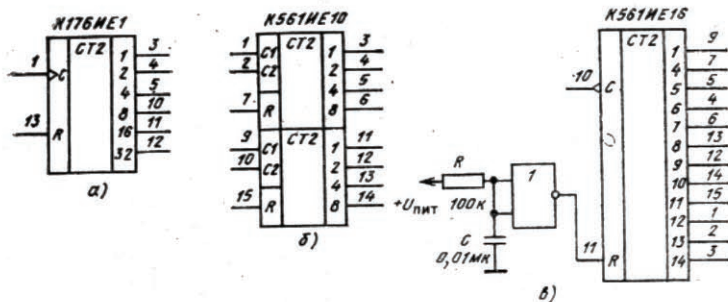 К176ИЕ1
CT2
1
C
13
R
1 3
2 4
4 5
8 10
16 11
32 12
а)
К561ИЕ10
1 C1
2 C2
7 R
CT2
1 3
2 4
4 5
8 6
9 C1
10 C2
15 R
CT2
1 11
2 12
4 13
8 14
б)
К561ИЕ16
CT2
10 C
11 R
1 9
4 7
5 5
6 4
7 6
8 13
9 12
10 14
11 15
12 1
13 2
14 3
R
100к
+Uпит
C
0,01мк
1
в)